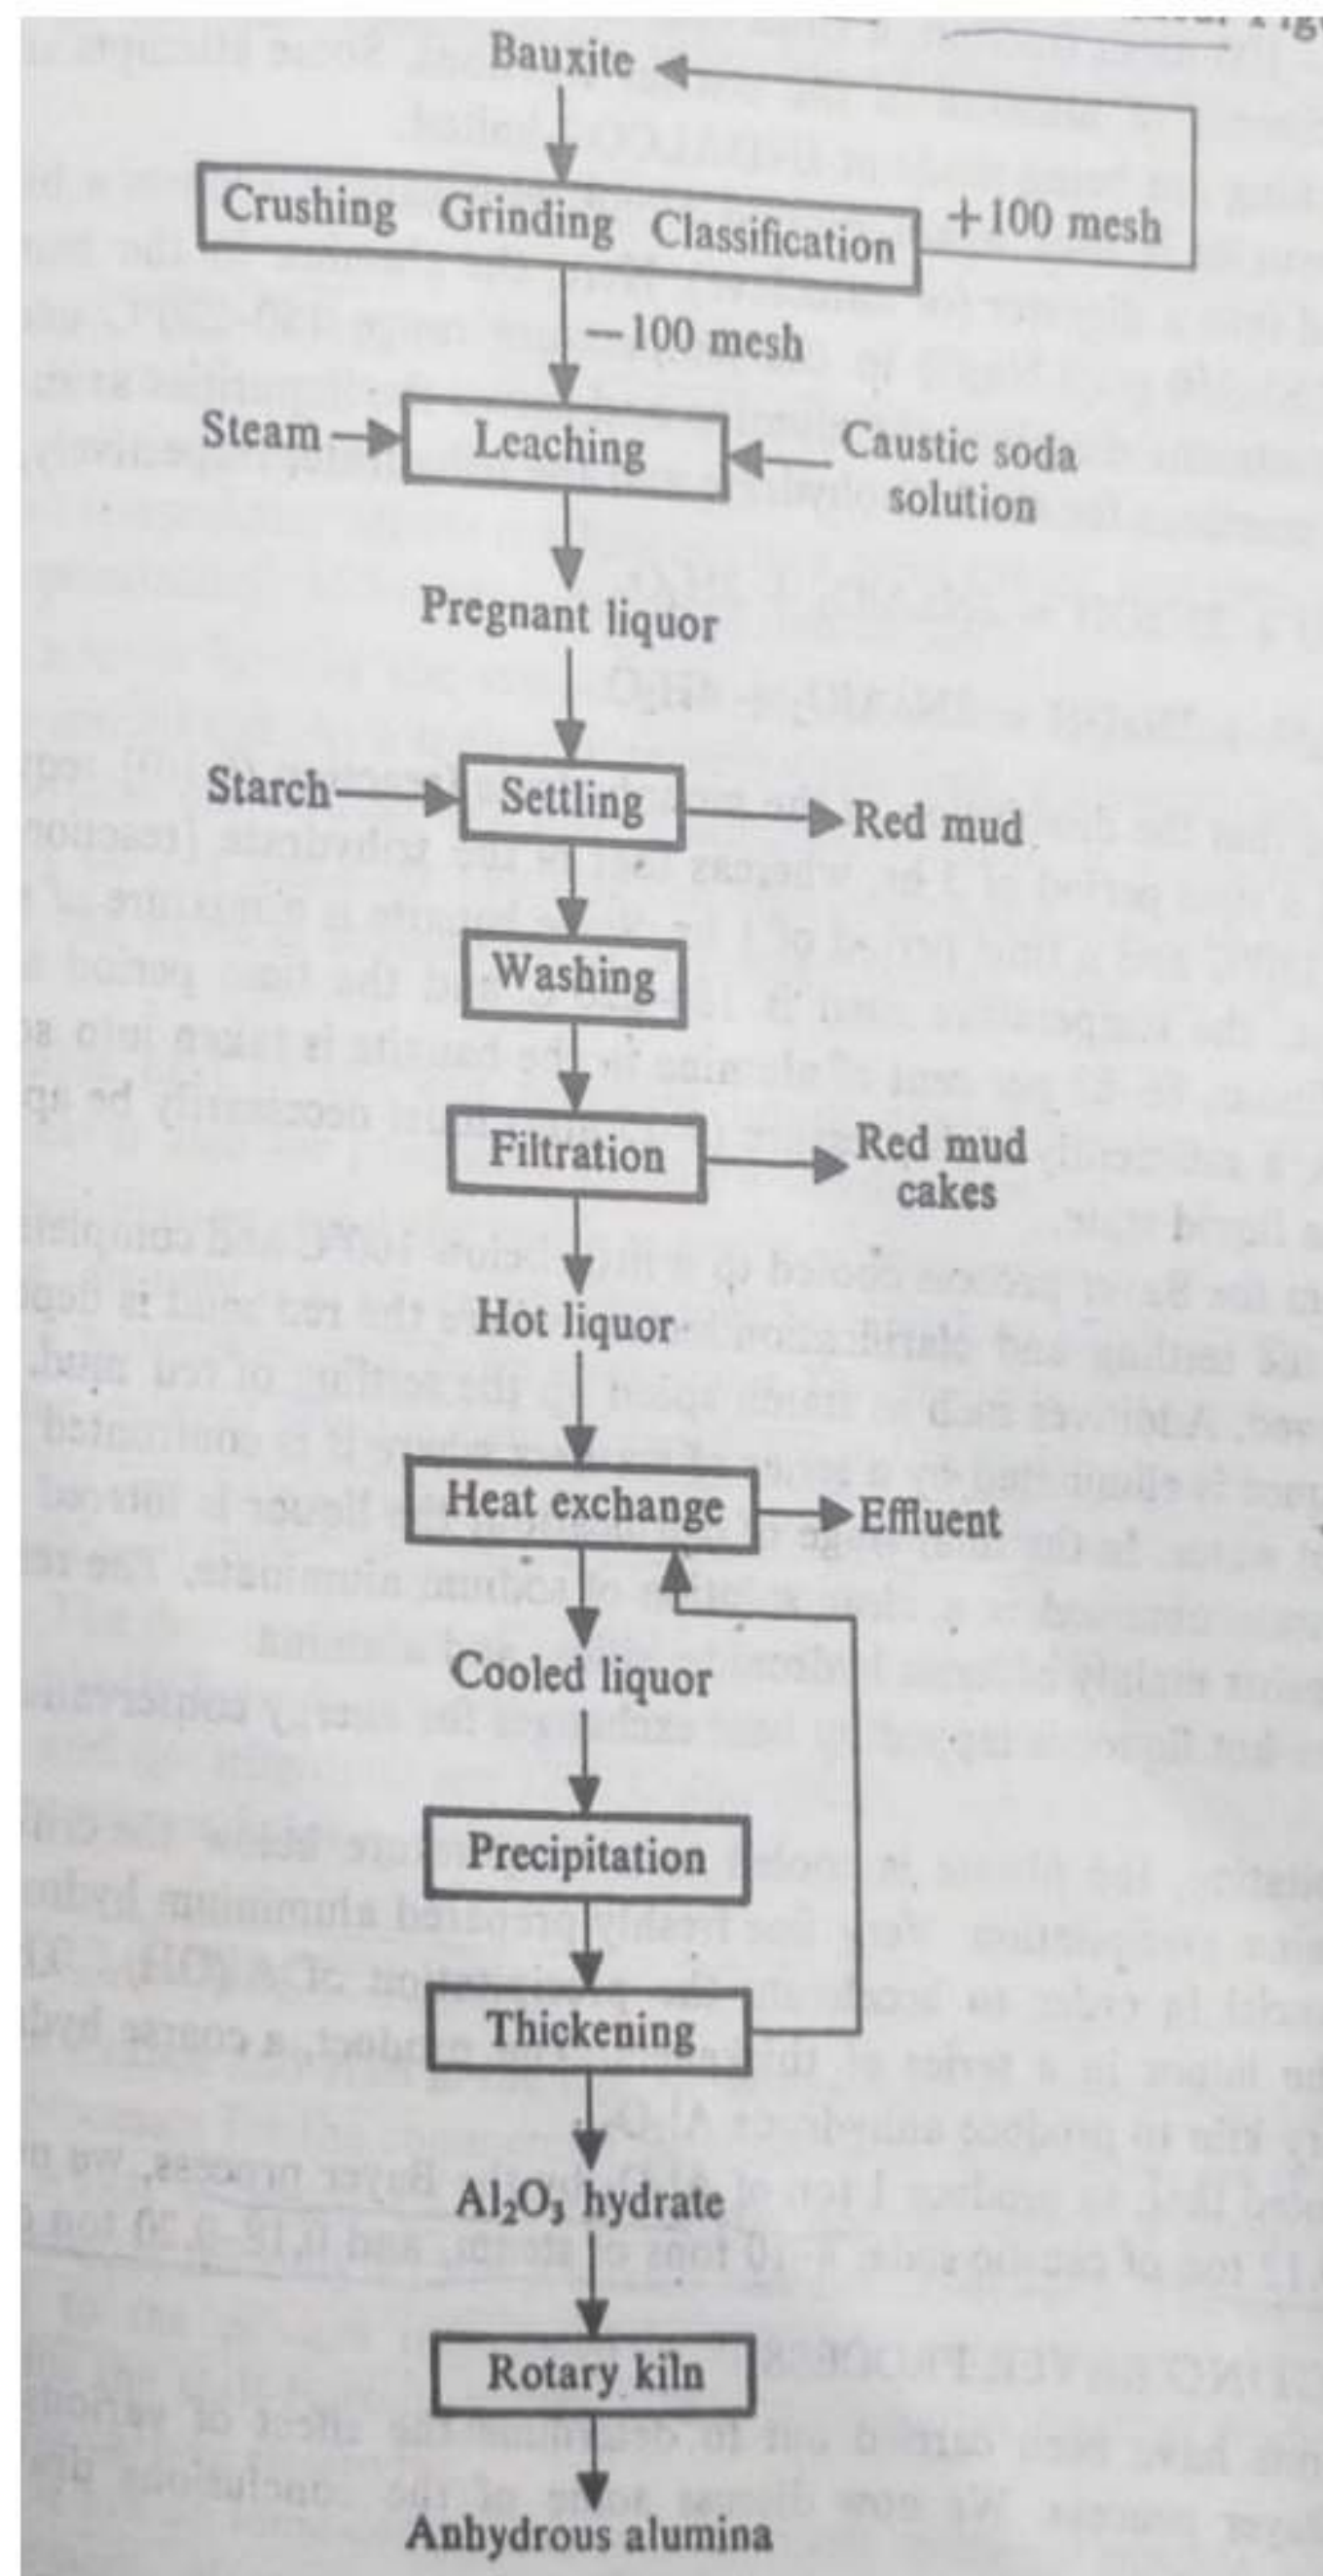 Bauxite
Crushing Grinding Classification
+100 mesh
—100 mesh
Steam
Leaching
Caustic soda
solution
Pregnant liquor
Starch
Settling
Red mud
Washing
Filtration
Red mud
cakes
Hot liquor
Heat exchange
Effluent
Cooled liquor
Precipitation
Thickening
Al₂O₃ hydrate
Rotary kiln
Anhydrous alumina